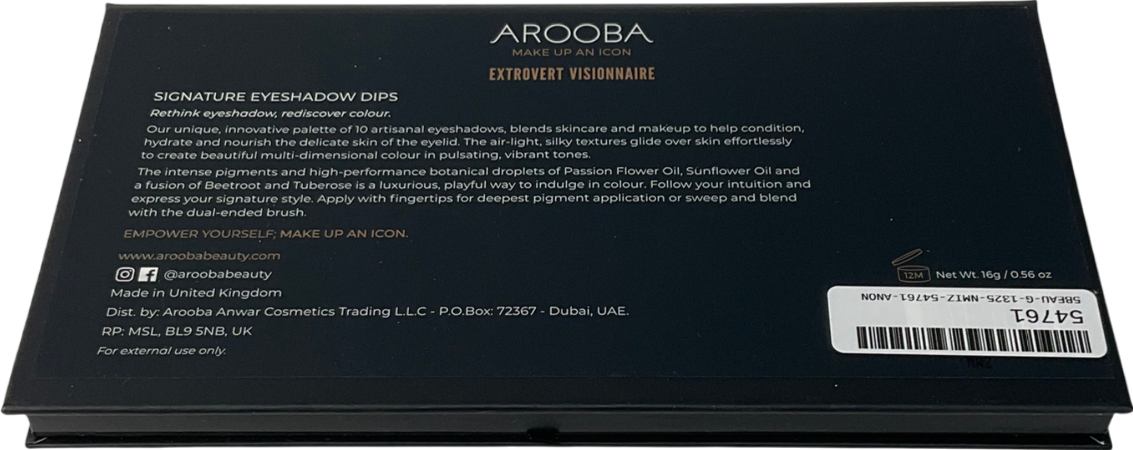 AROOBA
MAKE UP AN ICON
EXTROVERT VISIONNAIRE
SIGNATURE EYESHADOW DIPS
Rethink eyeshadow, rediscover colour.
Our unique, innovative palette of 10 artisanal eyeshadows, blends skincare and makeup to help condition,
hydrate and nourish the delicate skin of the eyelid. The air-light, silky textures glide over skin effortlessly
to create beautiful multi-dimensional colour in pulsating, vibrant tones.
The intense pigments and high-performance botanical droplets of Passion Flower Oil, Sunflower Oil and
a fusion of Beetroot and Tuberose is a luxurious, playful way to indulge in colour. Follow your intuition and
express your signature style. Apply with fingertips for deepest pigment application or sweep and blend
with the dual-ended brush.
EMPOWER YOURSELF; MAKE UP AN ICON.
www.aroobabeauty.com
@aroobabeauty
Made in United Kingdom
Dist. by: Arooba Anwar Cosmetics Trading L.L.C - P.O.Box: 72367 - Dubai, UAE.
RP: MSL, BL9 5NB, UK
For external use only.
12M Net Wt. 16g / 0.56 oz
54761
5BEAU-G-1325-NMTZ-54761-ANON